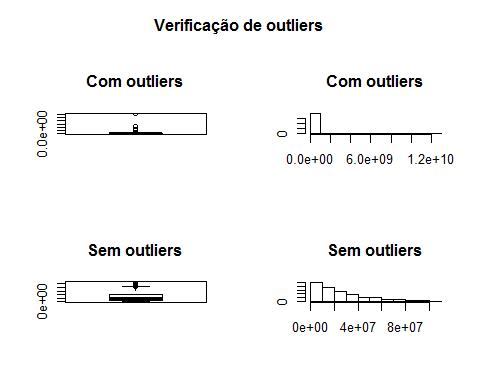 Verificação de outliers
Com outliers
0.0e+00
Com outliers
0
0.0e+00 6.0e+09 1.2e+10
Sem outliers
0e+00
Sem outliers
0
0e+00 4e+07 8e+07